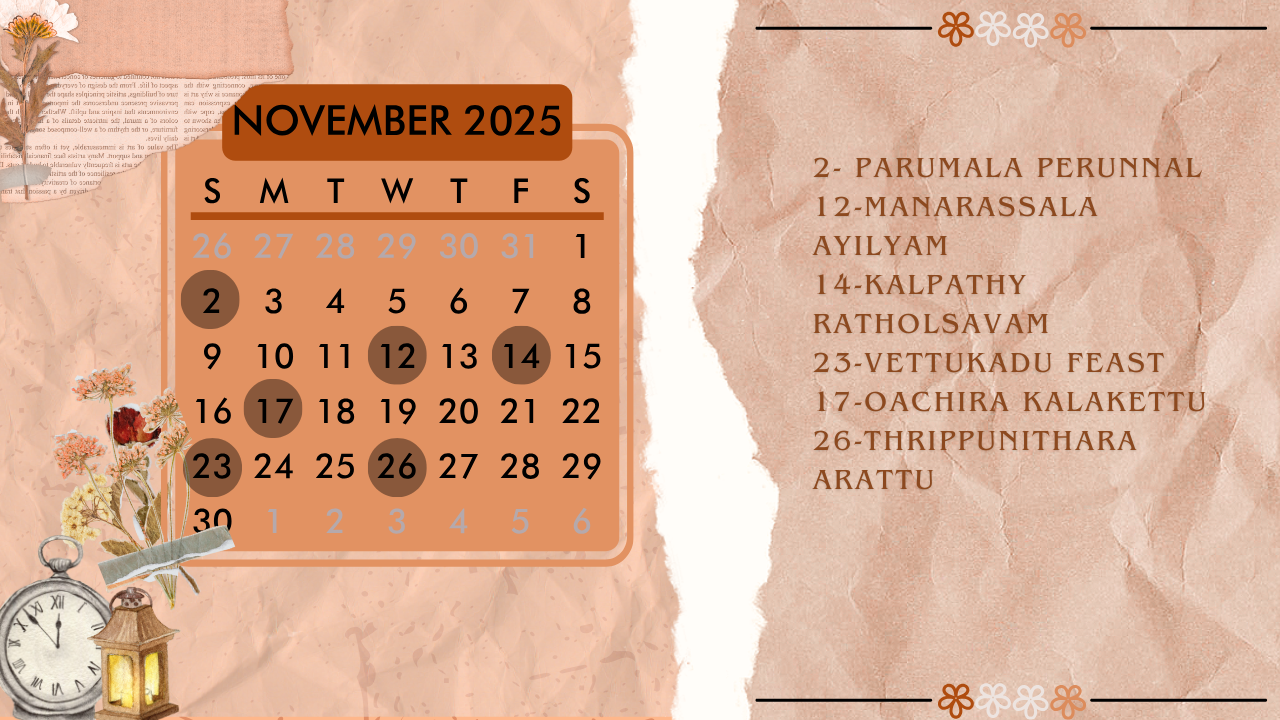 NOVEMBER 2025
S M T W T F S
26 27 28 29 30 31 1
2 3 4 5 6 7 8
9 10 11 12 13 14 15
16 17 18 19 20 21 22
23 24 25 26 27 28 29
30 1 2 3 4 5 6
2- PARUMALA PERUNNAL
12-MANARASSALA
AYILYAM
14-KALPATHY
RATHOLSAVAM
23-VETTUKADU FEAST
17-OACHIRA KALAKETTU
26-THRIPPUNITHARA
ARATTU